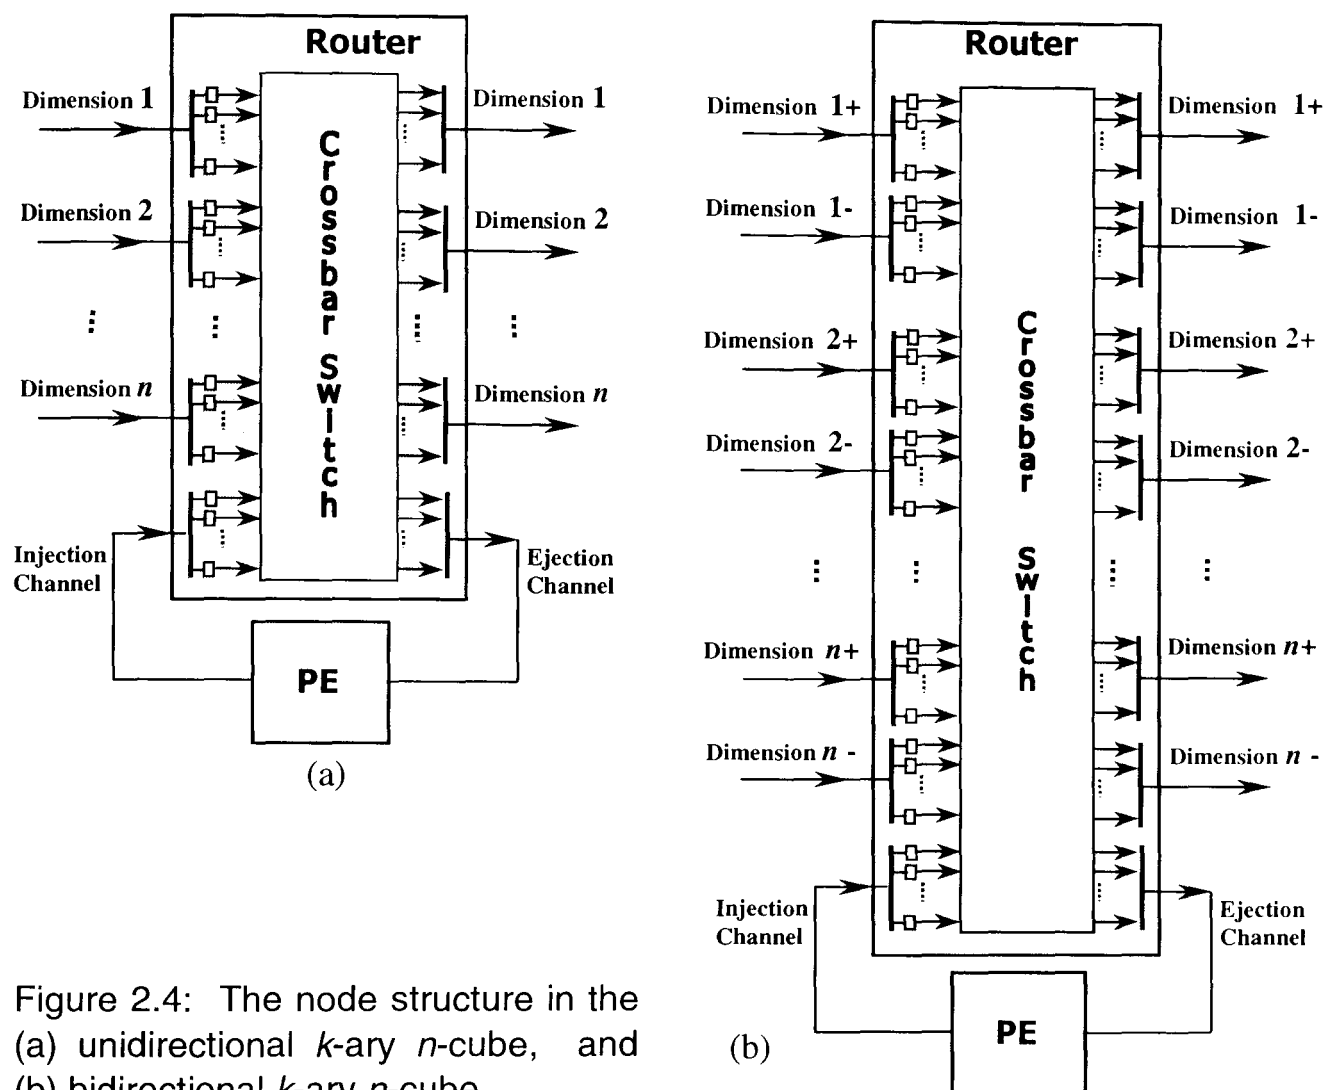 Router
Dimension 1
Dimension 1
Dimension 2
Dimension 2
Dimension n
Dimension n
Crossbar Switch
Injection
Channel
Ejection
Channel
PE
(a)
Router
Dimension 1+
Dimension 1+
Dimension 1-
Dimension 1-
Dimension 2+
Dimension 2+
Dimension 2-
Dimension 2-
Dimension n+
Dimension n+
Dimension n -
Dimension n -
Crossbar Switch
Injection
Channel
Ejection
Channel
PE
(b)
Figure 2.4: The node structure in the
(a) unidirectional k-ary n-cube, and
(b) bidirectional k-ary n-cube